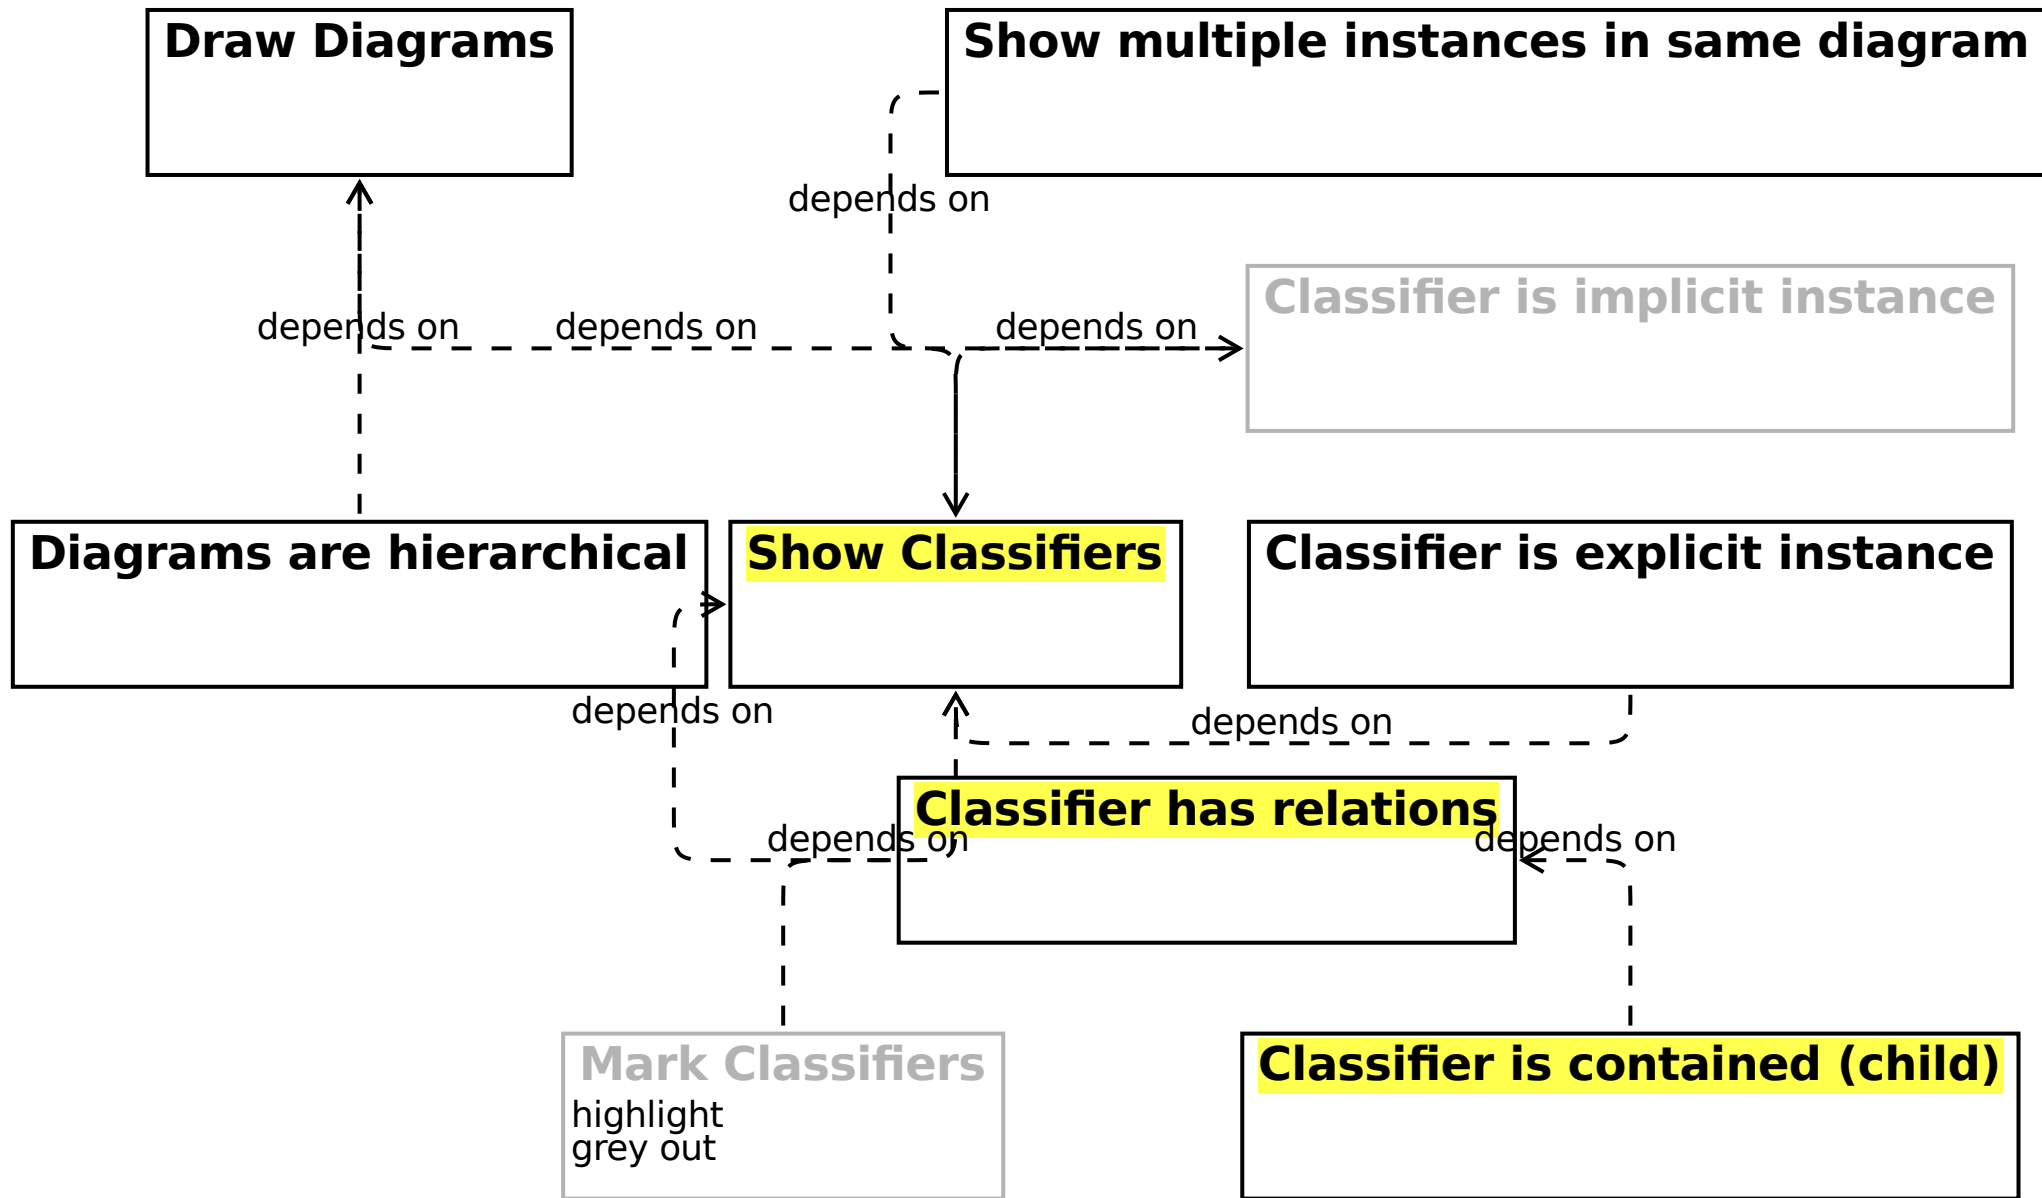 Draw Diagrams
Show multiple instances in same diagram
depends on
Classifier is implicit instance
depends on
depends on
depends on
Diagrams are hierarchical
Show Classifiers
Classifier is explicit instance
depends on
depends on
Classifier has relations
depends on
depends on
Mark Classifiers
highlight
grey out
Classifier is contained (child)